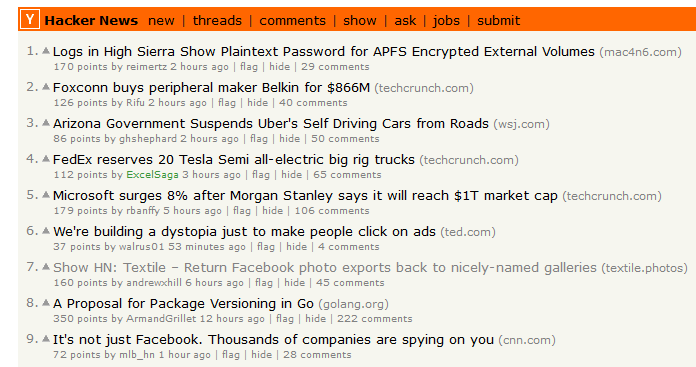 Y Hacker News new | threads | comments | show | ask | jobs | submit
1. Logs in High Sierra Show Plaintext Password for APFS Encrypted External Volumes (mac4n6.com)
170 points by reimertz 2 hours ago | flag | hide | 29 comments
2. Foxconn buys peripheral maker Belkin for $866M (techcrunch.com)
126 points by Rifu 2 hours ago | flag | hide | 40 comments
3. Arizona Government Suspends Uber's Self Driving Cars from Roads (wsj.com)
86 points by ghshephard 2 hours ago | flag | hide | 50 comments
4. FedEx reserves 20 Tesla Semi all-electric big rig trucks (techcrunch.com)
112 points by ExcelSaga 3 hours ago | flag | hide | 65 comments
5. Microsoft surges 8% after Morgan Stanley says it will reach $1T market cap (techcrunch.com)
179 points by rbanffy 5 hours ago | flag | hide | 106 comments
6. We're building a dystopia just to make people click on ads (ted.com)
37 points by walrus01 53 minutes ago | flag | hide | 4 comments
7. Show HN: Textile – Return Facebook photo exports back to nicely-named galleries (textile.photos)
160 points by andrewxhill 6 hours ago | flag | hide | 45 comments
8. A Proposal for Package Versioning in Go (golang.org)
350 points by ArmandGrillet 12 hours ago | flag | hide | 222 comments
9. It's not just Facebook. Thousands of companies are spying on you (cnn.com)
72 points by mlb_hn 1 hour ago | flag | hide | 28 comments